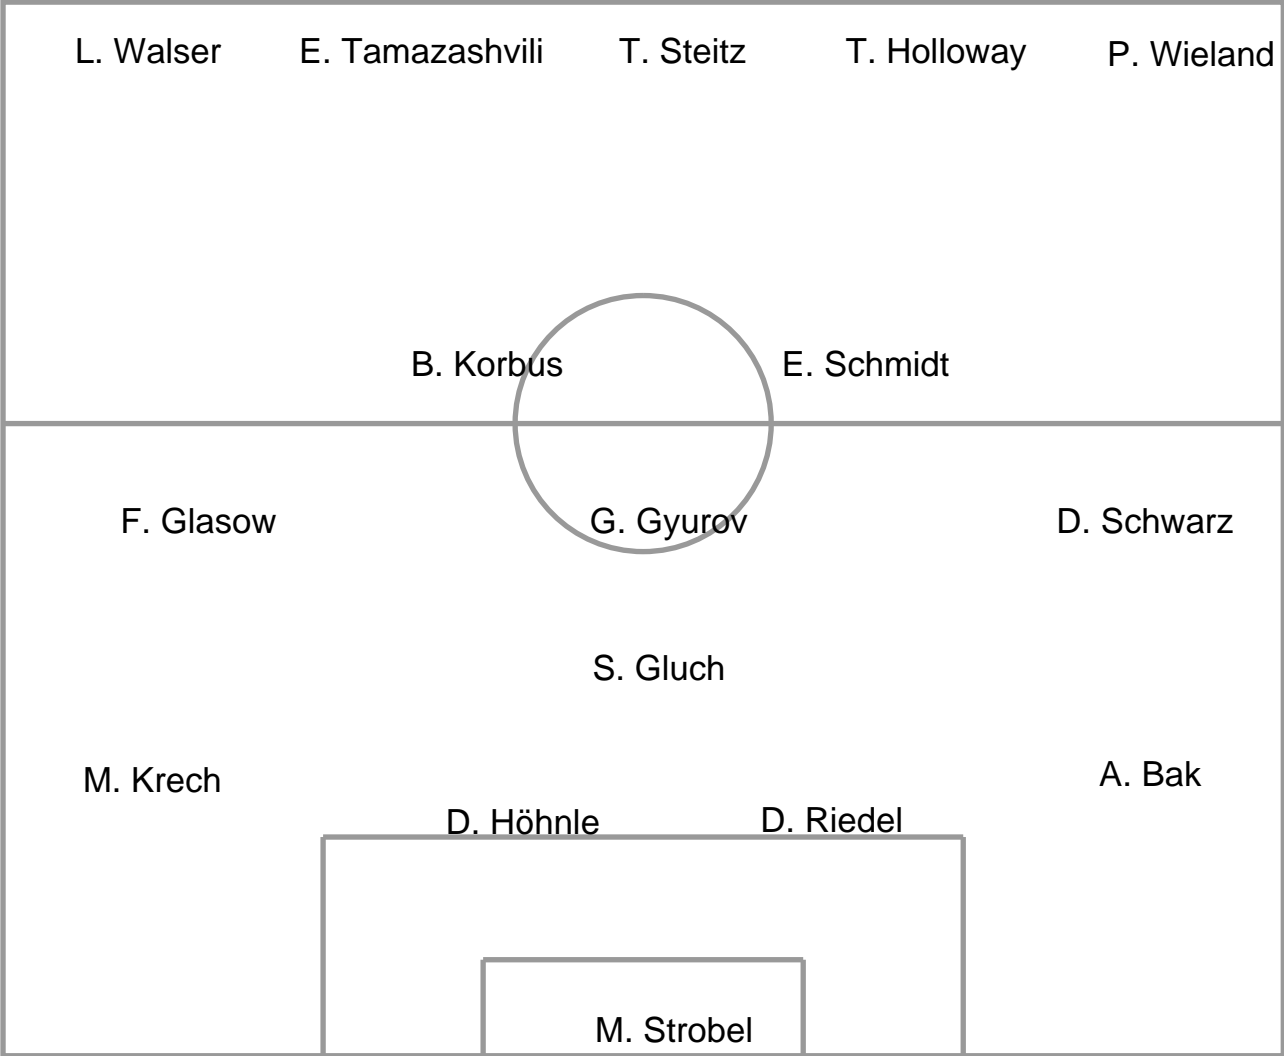 L. Walser E. Tamazashvili T. Steitz T. Holloway P. Wieland
B. Korbus E. Schmidt
F. Glasow G. Gyurov D. Schwarz
S. Gluch
M. Krech A. Bak
D. Höhnle D. Riedel
M. Strobel